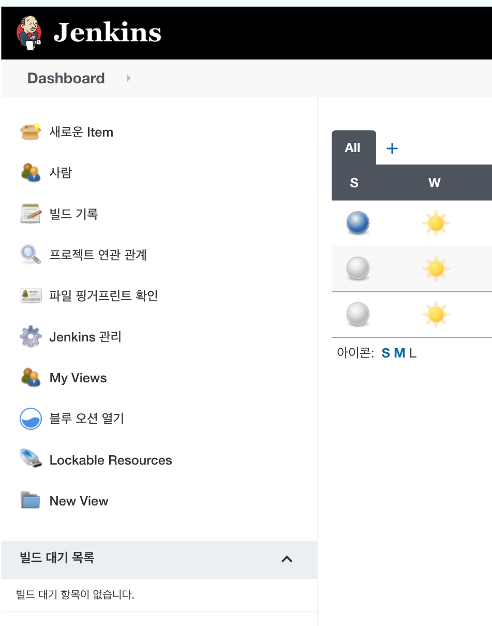 Jenkins
Dashboard
새로운 Item
사람
빌드 기록
프로젝트 연관 관계
파일 핑거프린트 확인
Jenkins 관리
My Views
블루 오션 열기
Lockable Resources
New View
빌드 대기 목록
빌드 대기 항목이 없습니다.
All +
S W
아이콘: S M L